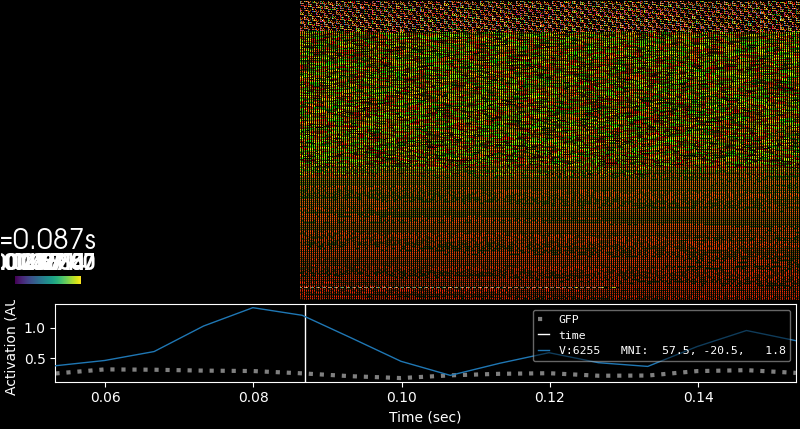 =0.087s
Activation (AU
1.0
0.5
GFP
time
V:6255 MNI: 57.5, -20.5, 1.8
0.06 0.08 0.10 0.12 0.14
Time (sec)